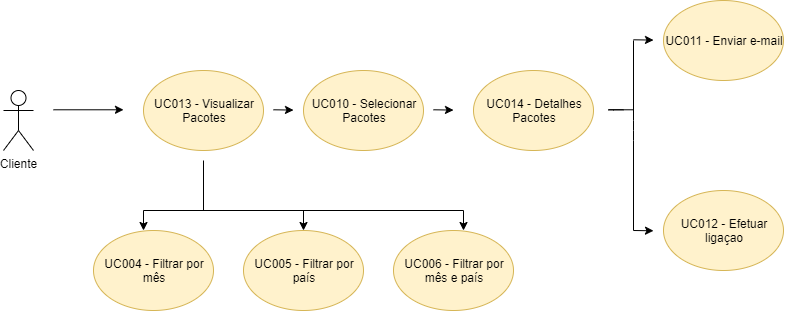 UC011 - Enviar e-mail
UC013 - Visualizar
Pacotes
UC010 - Selecionar
Pacotes
UC014 - Detalhes
Pacotes
Cliente
UC012 - Efetuar
ligaçao
UC004 - Filtrar por
mês
UC005 - Filtrar por
país
UC006 - Filtrar por
mês e país